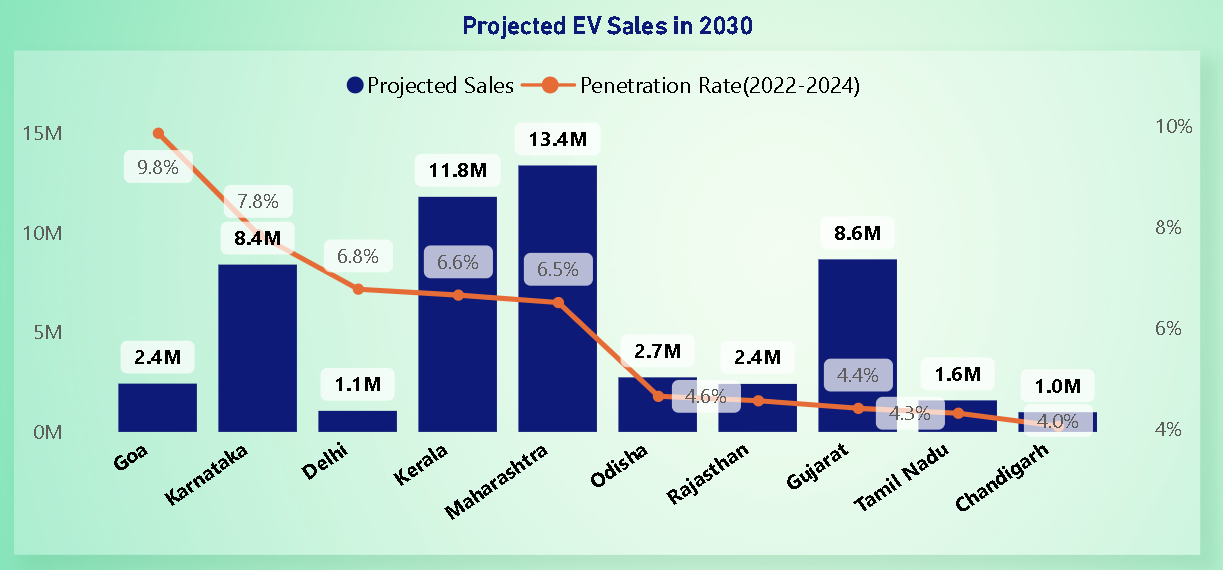 Projected EV Sales in 2030
Projected Sales
Penetration Rate(2022-2024)
15M
10M
5M
0M
10%
8%
6%
4%
9.8%
7.8%
6.8%
6.6%
6.5%
4.6%
4.4%
4.3%
4.0%
2.4M
8.4M
1.1M
11.8M
13.4M
2.7M
2.4M
8.6M
1.6M
1.0M
Goa
Karnataka
Delhi
Kerala
Maharashtra
Odisha
Rajasthan
Gujarat
Tamil Nadu
Chandigarh